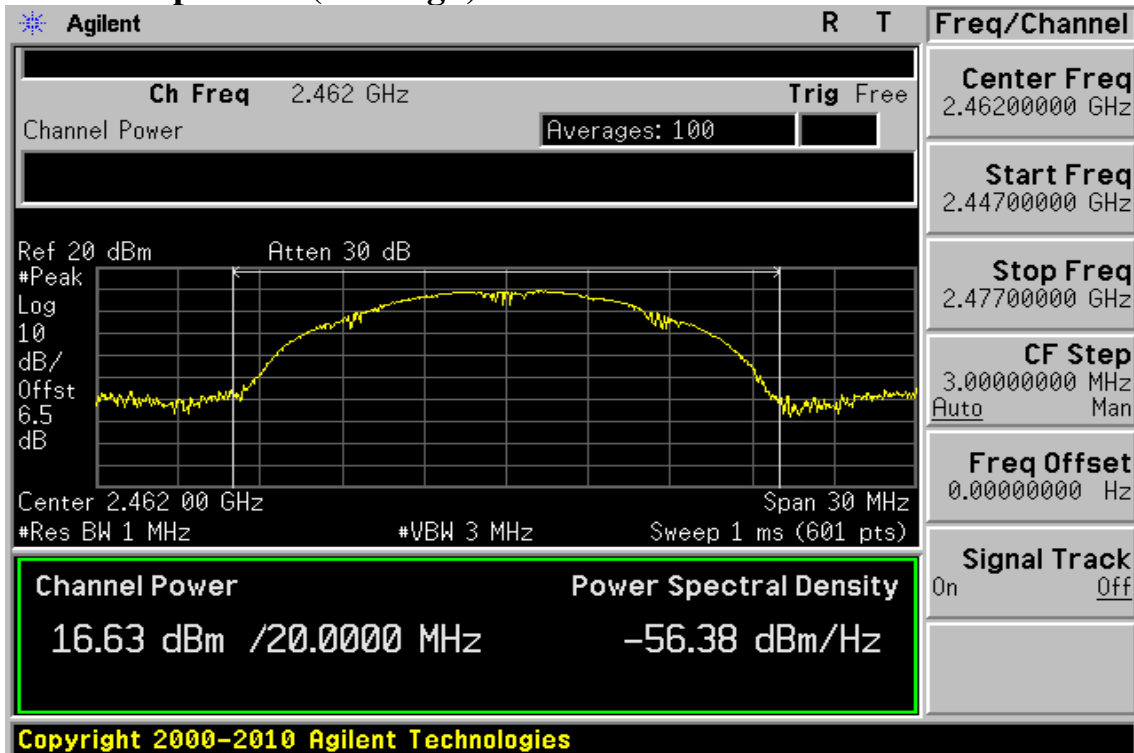 Agilent R T
Freq/Channel
Ch Freq 2.462 GHz Trig Free
Channel Power Averages: 100
Center Freq
2.46200000 GHz
Start Freq
2.44700000 GHz
Stop Freq
2.47700000 GHz
CF Step
3.00000000 MHz
Auto Man
Freq Offset
0.00000000 Hz
Signal Track
On Off
Ref 20 dBm Atten 30 dB
#Peak
Log
10
dB/
Offst
6.5
dB
Center 2.462 00 GHz Span 30 MHz
#Res BW 1 MHz #VBW 3 MHz Sweep 1 ms (601 pts)
Channel Power Power Spectral Density
16.63 dBm /20.0000 MHz -56.38 dBm/Hz
Copyright 2000-2010 Agilent Technologies